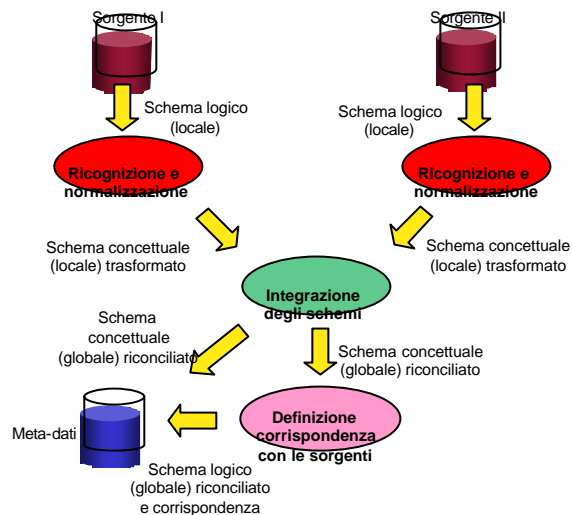 Sorgente I
Sorgente II
Schema logico
(locale)
Schema logico
(locale)
Ricognizione e
normalizzazione
Ricognizione e
normalizzazione
Schema concettuale
(locale) trasformato
Schema concettuale
(locale) trasformato
Integrazione
degli schemi
Schema
concettuale
(globale) riconciliato
Schema concettuale
(globale) riconciliato
Meta-dati
Definizione
corrispondenza
con le sorgenti
Schema logico
(globale) riconciliato
e corrispondenza